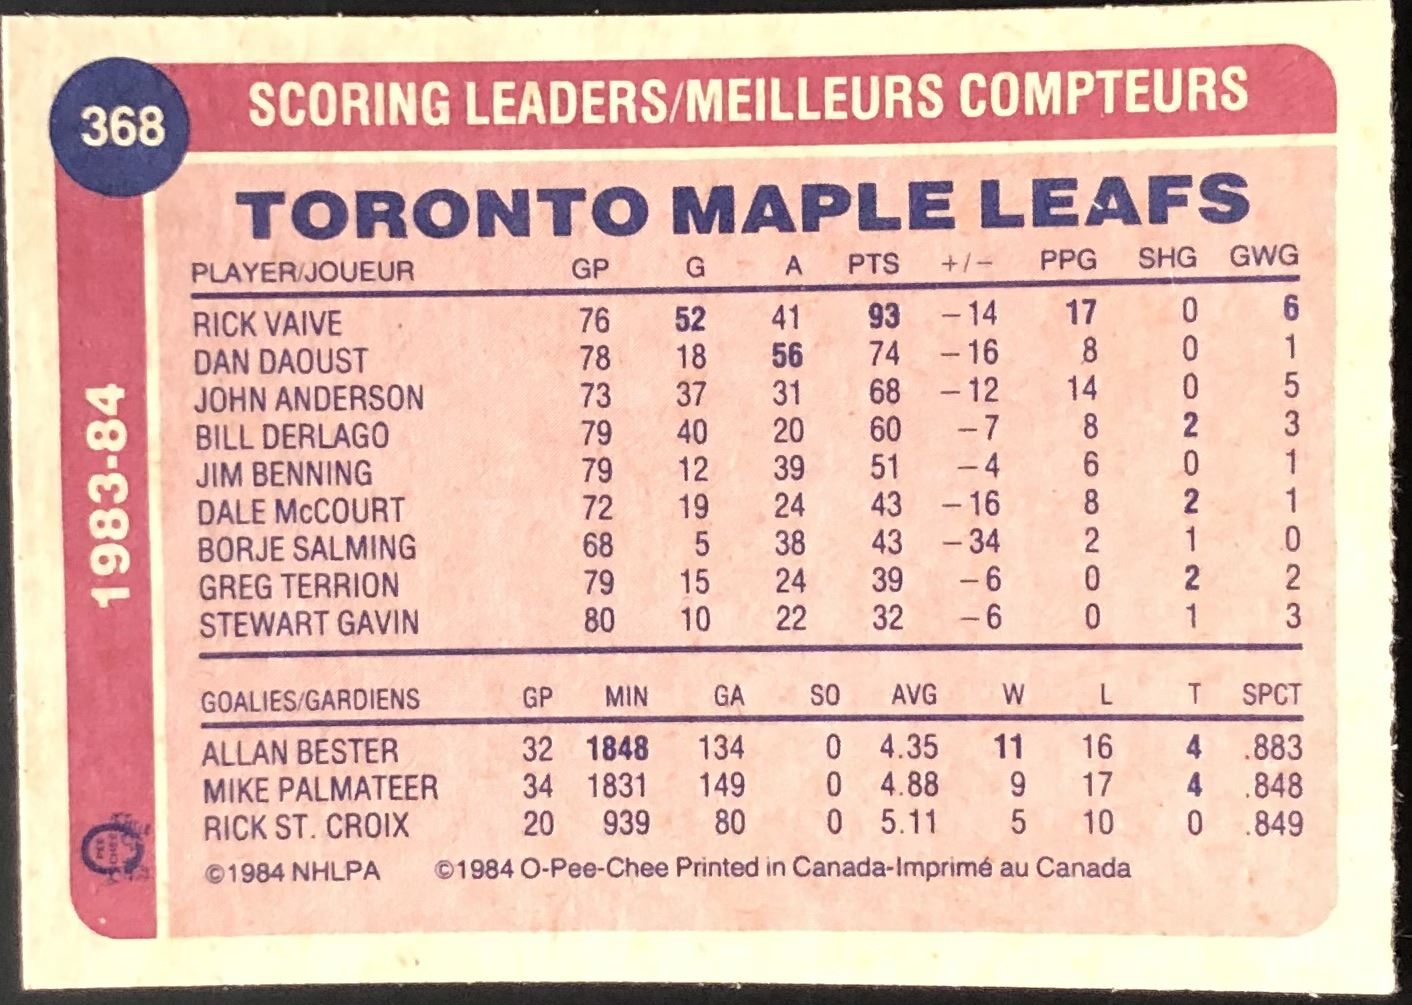 368
SCORING LEADERS/MEILLEURS COMPTEURS
TORONTO MAPLE LEAFS
PLAYER/JOUEUR GP G A PTS +/− PPG SHG GWG
RICK VAIVE 76 52 41 93 −14 17 0 6
DAN DAOUST 78 18 56 74 −16 8 0 1
JOHN ANDERSON 73 37 31 68 −12 14 0 5
BILL DERLAGO 79 40 20 60 −7 8 2 3
JIM BENNING 79 12 39 51 −4 6 0 1
DALE McCOURT 72 19 24 43 −16 8 2 1
BORJE SALMING 68 5 38 43 −34 2 1 0
GREG TERRION 79 15 24 39 −6 0 2 2
STEWART GAVIN 80 10 22 32 −6 0 1 3
GOALIES/GARDIENS GP MIN GA SO AVG W L T SPCT
ALLAN BESTER 32 1848 134 0 4.35 11 16 4 .883
MIKE PALMATEER 34 1831 149 0 4.88 9 17 4 .848
RICK ST. CROIX 20 939 80 0 5.11 5 10 0 .849
©1984 NHLPA ©1984 O-Pee-Chee Printed in Canada-Imprimé au Canada
1983-84
PEE
CHEE